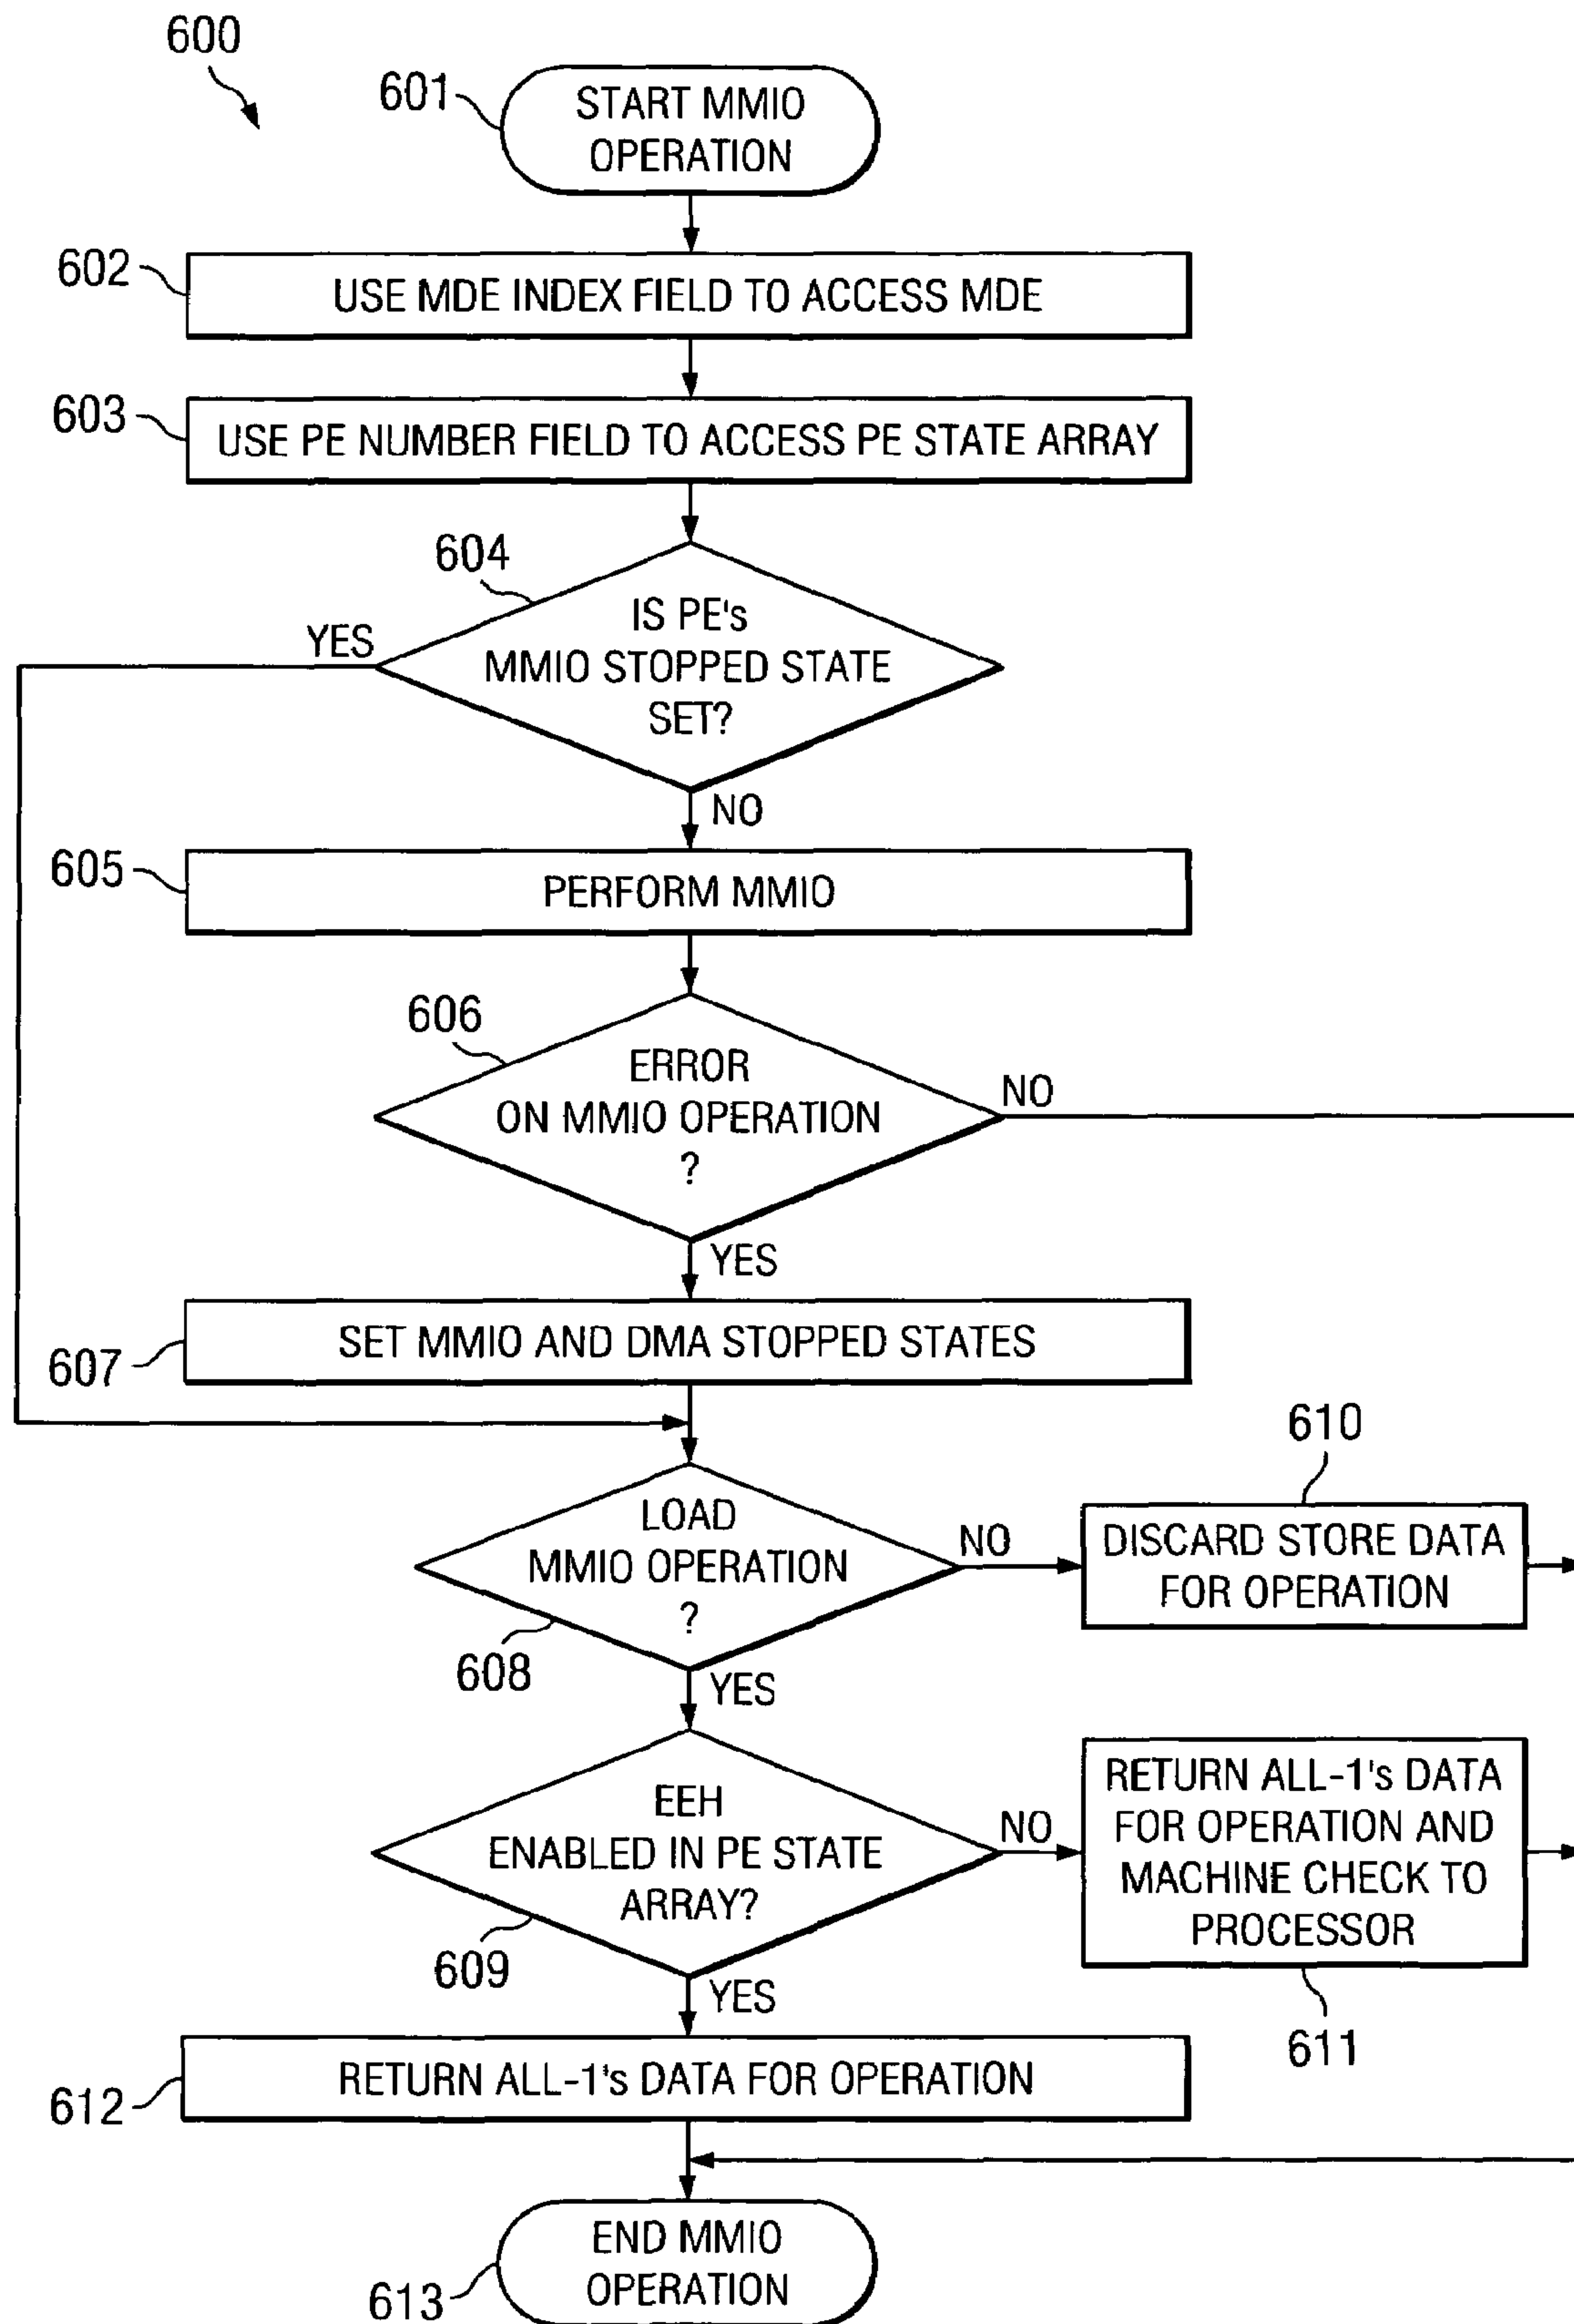 600
601
START MMIO
OPERATION
602
USE MDE INDEX FIELD TO ACCESS MDE
603
USE PE NUMBER FIELD TO ACCESS PE STATE ARRAY
604
IS PE's
MMIO STOPPED STATE
SET?
YES
NO
605
PERFORM MMIO
606
ERROR
ON MMIO OPERATION
?
NO
YES
607
SET MMIO AND DMA STOPPED STATES
608
LOAD
MMIO OPERATION
?
NO
610
DISCARD STORE DATA
FOR OPERATION
YES
609
EEH
ENABLED IN PE STATE
ARRAY?
NO
RETURN ALL-1's DATA
FOR OPERATION AND
MACHINE CHECK TO
PROCESSOR
611
YES
612
RETURN ALL-1's DATA FOR OPERATION
613
END MMIO
OPERATION